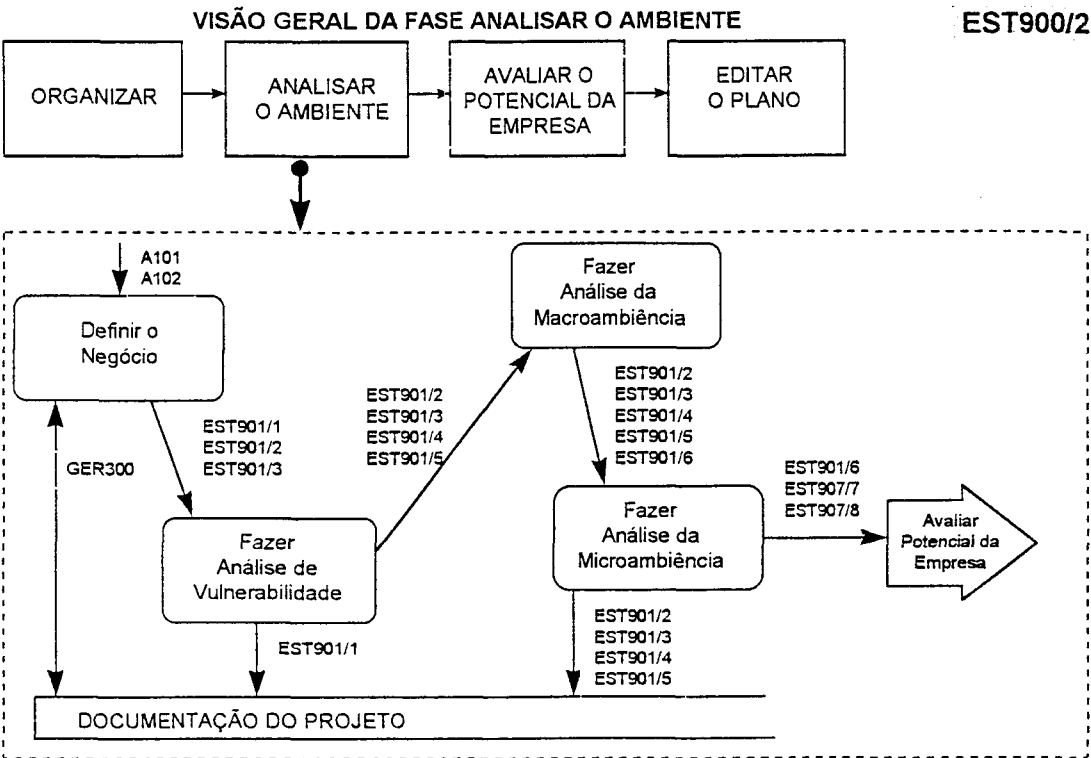 VISÃO GERAL DA FASE ANALISAR O AMBIENTE
EST900/2
ORGANIZAR
ANALISAR
O AMBIENTE
AVALIAR O
POTENCIAL DA
EMPRESA
EDITAR
O PLANO
A101
A102
Definir o
Negócio
Fazer
Análise da
Macroambiência
EST901/1
EST901/2
EST901/3
EST901/2
EST901/3
EST901/4
EST901/5
EST901/2
EST901/3
EST901/4
EST901/5
EST901/6
GER300
Fazer
Análise de
Vulnerabilidade
Fazer
Análise da
Microambiência
EST901/6
EST907/7
EST907/8
Avaliar
Potencial da
Empresa
EST901/1
EST901/2
EST901/3
EST901/4
EST901/5
DOCUMENTAÇÃO DO PROJETO